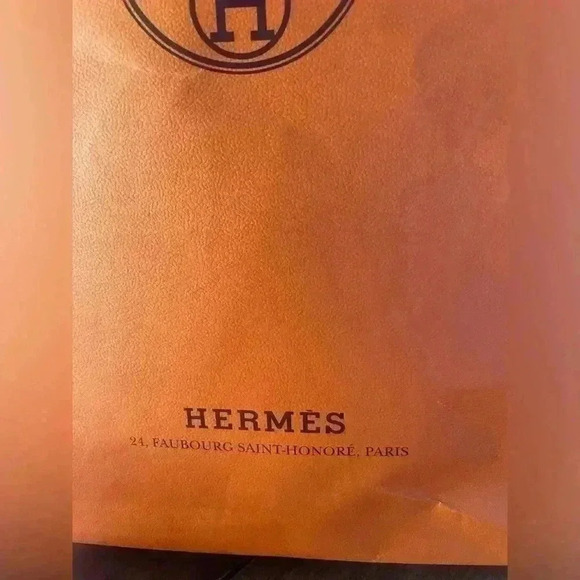 H
HERMÈS
24, FAUBOURG SAINT-HONORÉ, PARIS